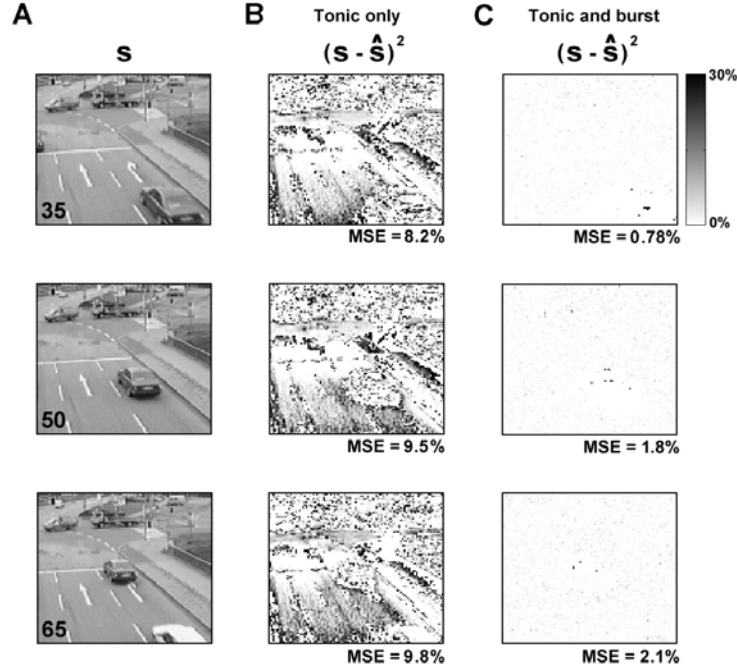 A
B Tonic only
C Tonic and burst
s
(s - ŝ)²
(s - ŝ)²
35
MSE = 8.2%
MSE = 0.78%
30%
0%
50
MSE = 9.5%
MSE = 1.8%
65
MSE = 9.8%
MSE = 2.1%